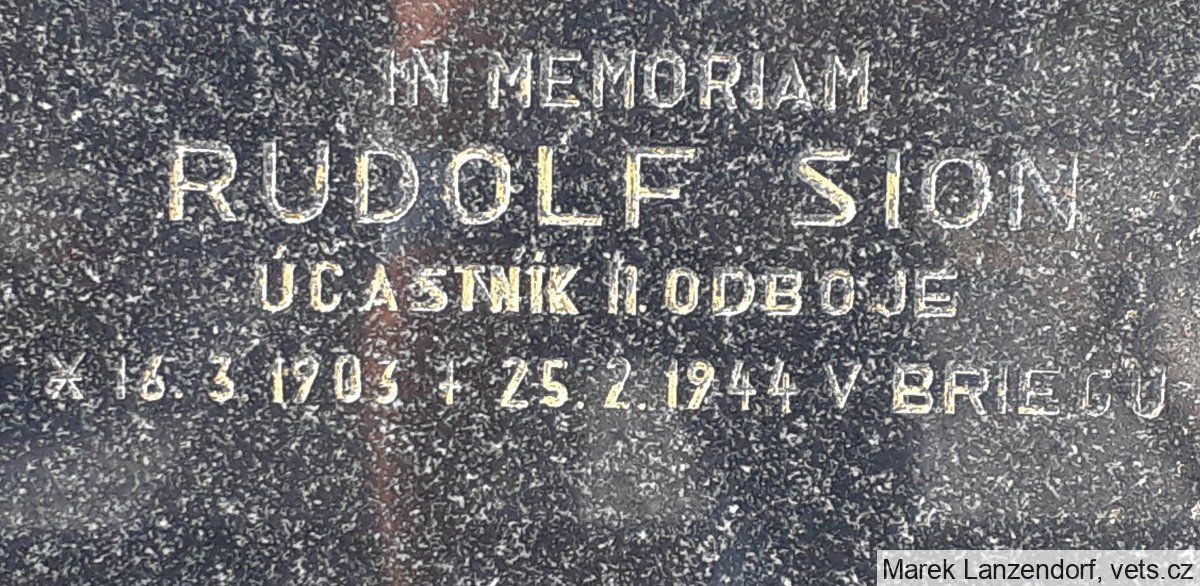 IN MEMORIAM
RUDOLF SION
ÚČASTNÍK II ODBOJE
* 16. 3. 1903 + 25. 2. 1944 V BRIEGU
Marek Lanzendorf, vets.cz